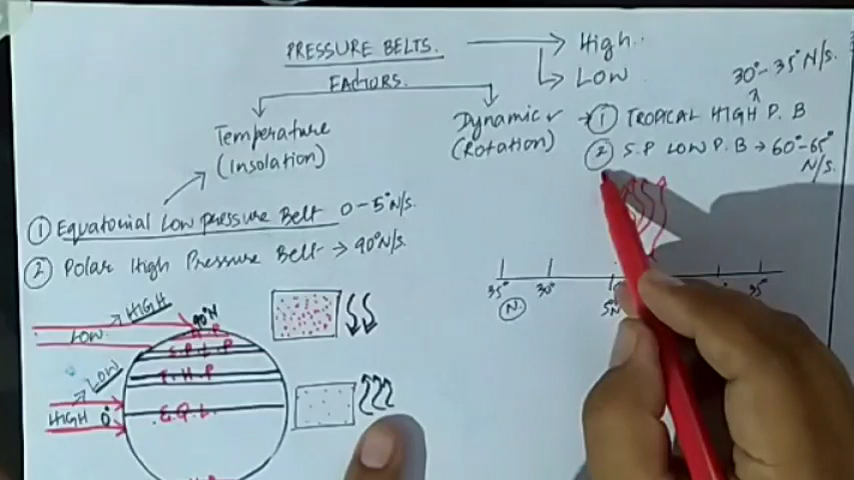 PRESSURE BELTS.
High.
LOW
FACTORS.
30°-35° N/S.
Temperature
(Insolation)
Dynamic
(Rotation)
① TROPICAL HIGH P. B
② S.P LOW P. B → 60°-65°
N/S.
① Equatorial Low pressure Belt 0-5° N/S.
② Polar High Pressure Belt → 90° N/S.
35°
30°
5°N
35°
N
HIGH
LOW
90°N
H.P
S.P.L.P
T.H.P
LOW
HIGH 0°
E.Q.L.
H.P